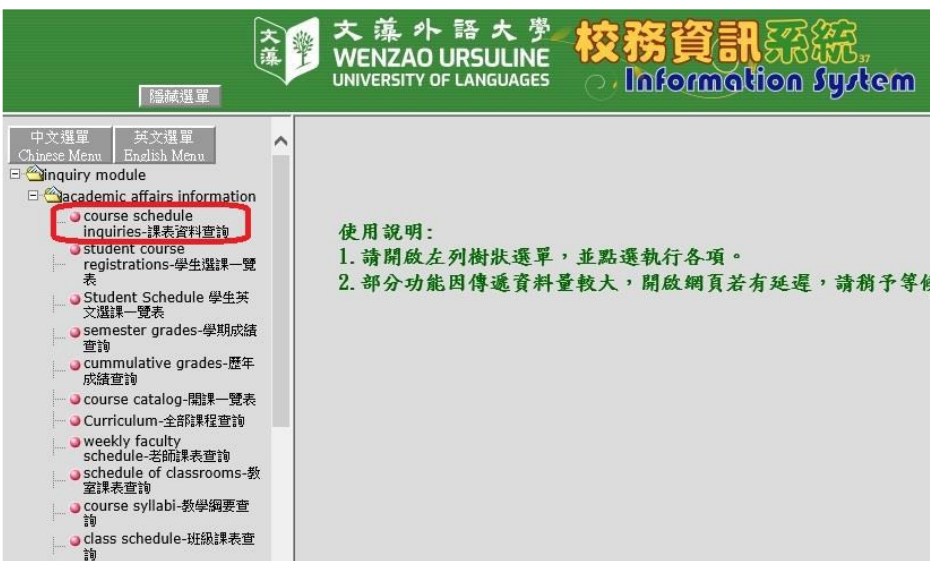 文藻
文藻外語大學
WENZAO URSULINE
UNIVERSITY OF LANGUAGES
校務資訊系統
37
Information System
隱藏選單
中文選單
Chinese Menu
英文選單
English Menu
inquiry module
academic affairs information
course schedule
inquiries-課表資料查詢
student course
registrations-學生選課一覽
表
Student Schedule 學生英
文選課一覽表
semester grades-學期成績
查詢
cummulative grades-歷年
成績查詢
course catalog-開課一覽表
Curriculum-全部課程查詢
weekly faculty
schedule-老師課表查詢
schedule of classrooms-教
室課表查詢
course syllabi-教學綱要查
詢
class schedule-班級課表查
詢
使用說明:
1.請開啟左列樹狀選單，並點選執行各項。
2.部分功能因傳遞資料量較大，開啟網頁若有延遲，請稍予等